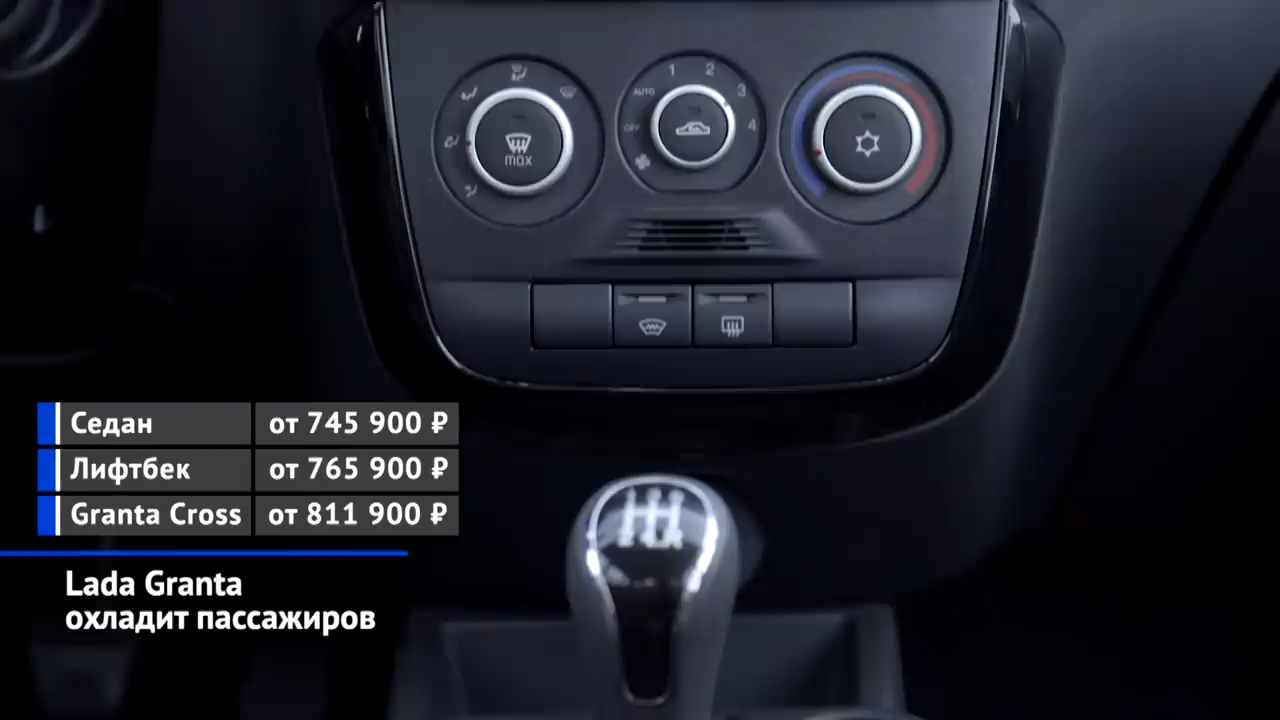 1 2
AUTO 3
OFF 4
max
Седан от 745 900 ₽
Лифтбек от 765 900 ₽
Granta Cross от 811 900 ₽
Lada Granta
охладит пассажиров